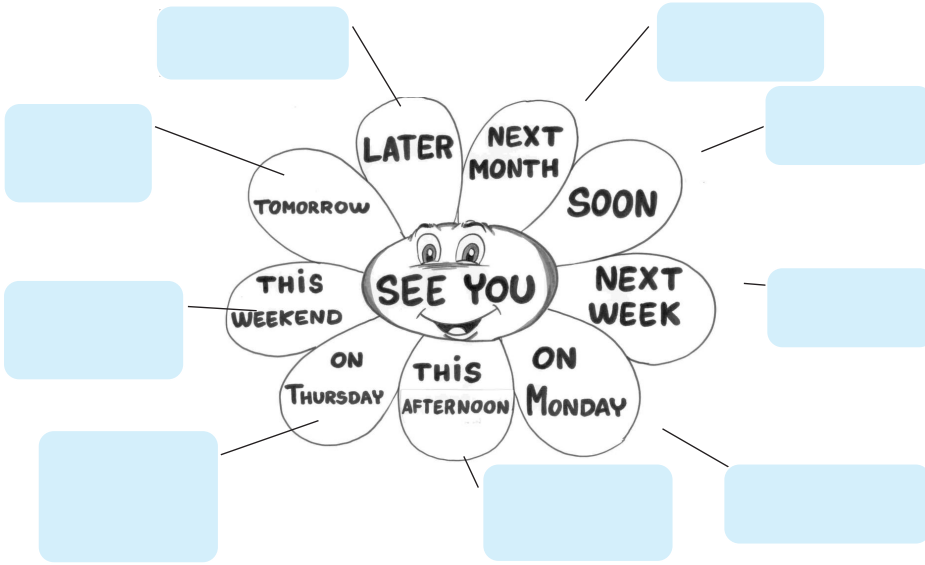 LATER
NEXT
MONTH
SOON
TOMORROW
THiS
WEEKEND
SEE YOU
NEXT
WEEK
ON
THURSDAY
THiS
AFTERNOON
ON
MONDAY